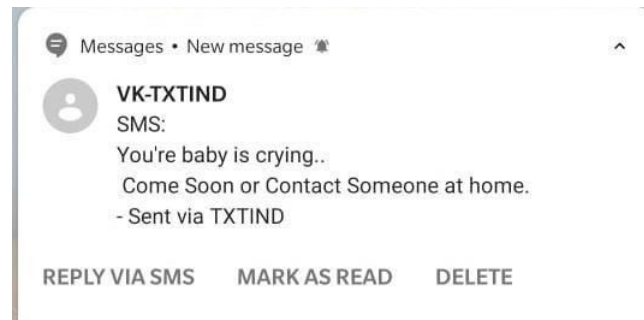 Messages • New message
VK-TXTIND
SMS:
You're baby is crying..
Come Soon or Contact Someone at home.
- Sent via TXTIND
REPLY VIA SMS MARK AS READ DELETE